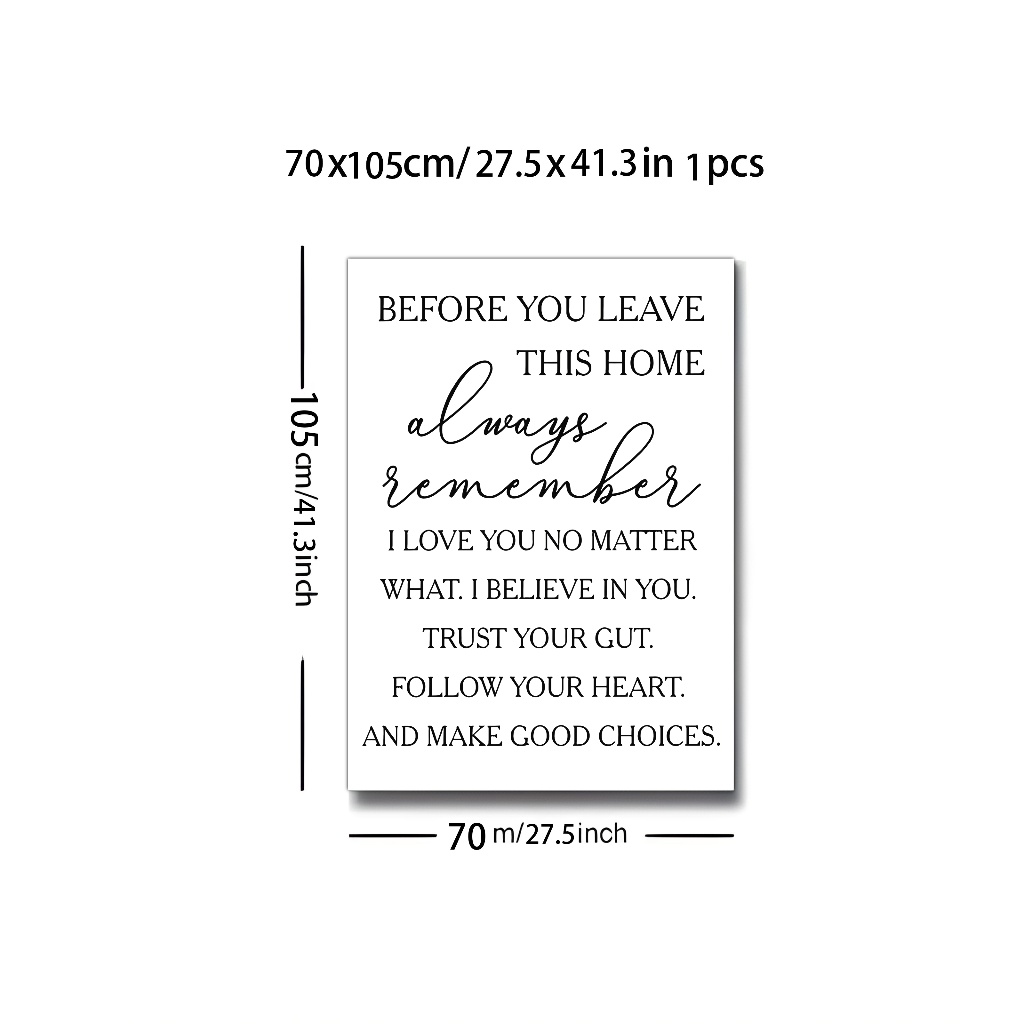 70x105cm/ 27.5x41.3in 1pcs
BEFORE YOU LEAVE
THIS HOME
always
remember
I LOVE YOU NO MATTER
WHAT. I BELIEVE IN YOU.
TRUST YOUR GUT.
FOLLOW YOUR HEART.
AND MAKE GOOD CHOICES.
105cm/41.3inch
70 m/27.5inch